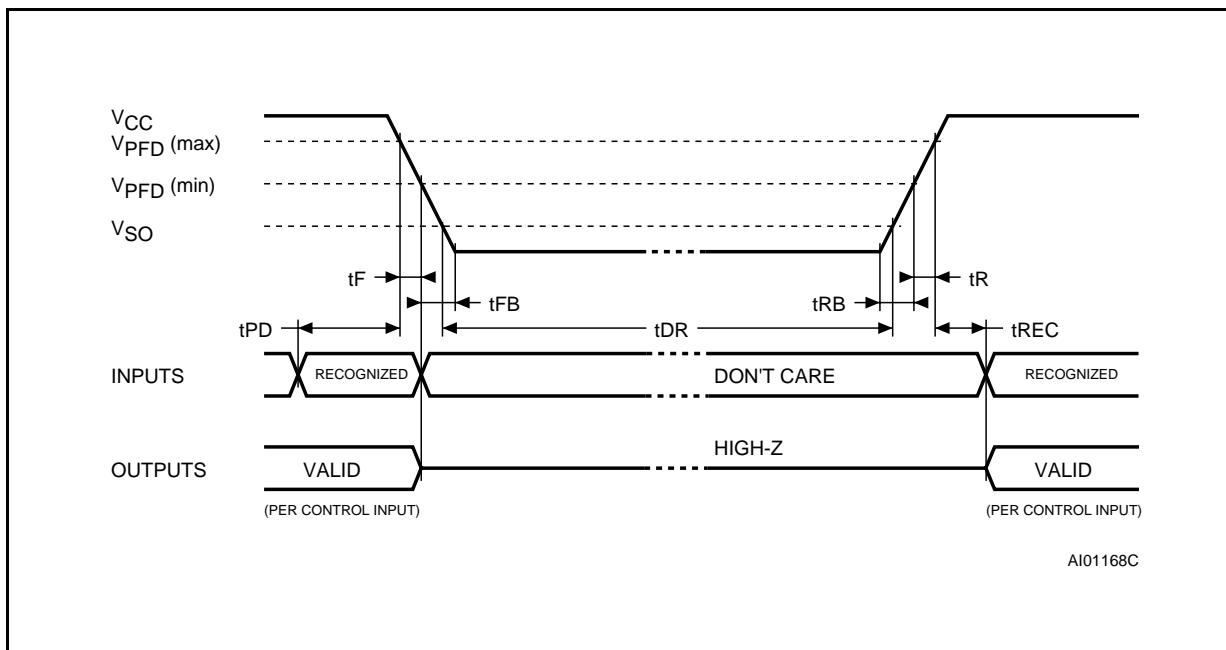 VCC
VPFD (max)
VPFD (min)
VSO
tF
tR
tFB
tRB
tPD
tDR
tREC
INPUTS
RECOGNIZED
DON'T CARE
RECOGNIZED
HIGH-Z
OUTPUTS
VALID
VALID
(PER CONTROL INPUT)
(PER CONTROL INPUT)
AI01168C